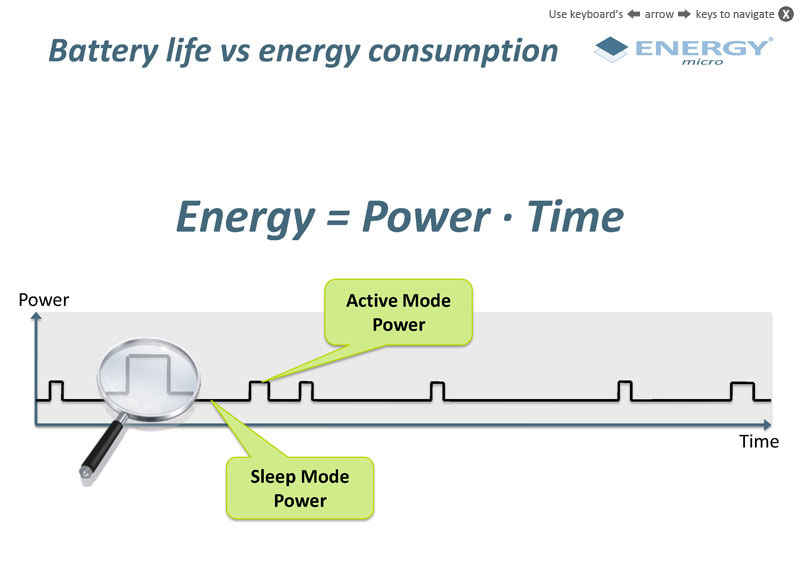 Use keyboard's arrow keys to navigate X
Battery life vs energy consumption
ENERGY®
micro
Energy = Power · Time
Power
Active Mode
Power
Time
Sleep Mode
Power